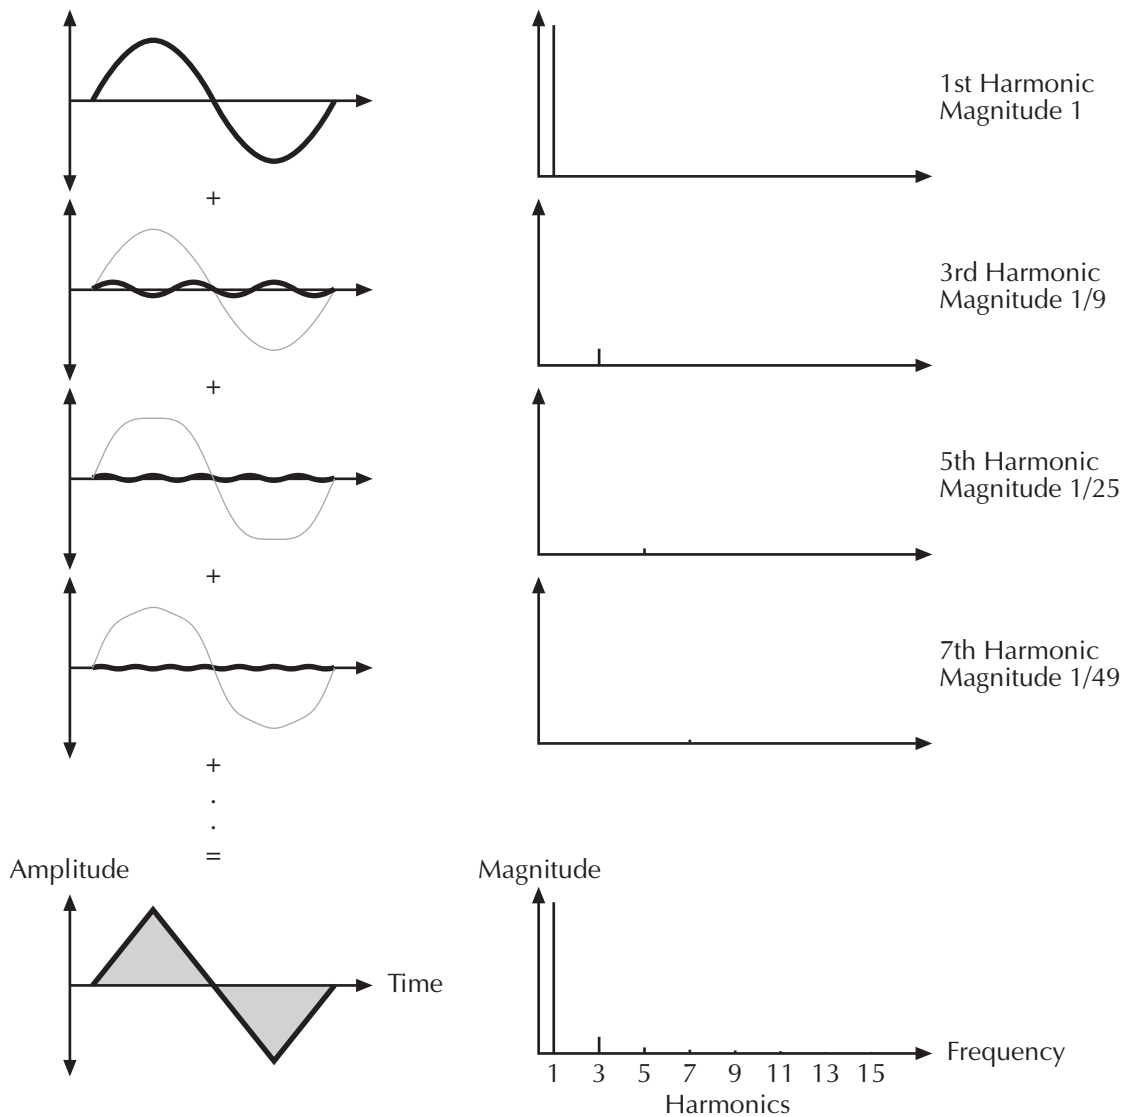 1st Harmonic
Magnitude 1
+
3rd Harmonic
Magnitude 1/9
+
5th Harmonic
Magnitude 1/25
+
7th Harmonic
Magnitude 1/49
+
.
.
=
Amplitude
Time
Magnitude
Frequency
1 3 5 7 9 11 13 15
Harmonics